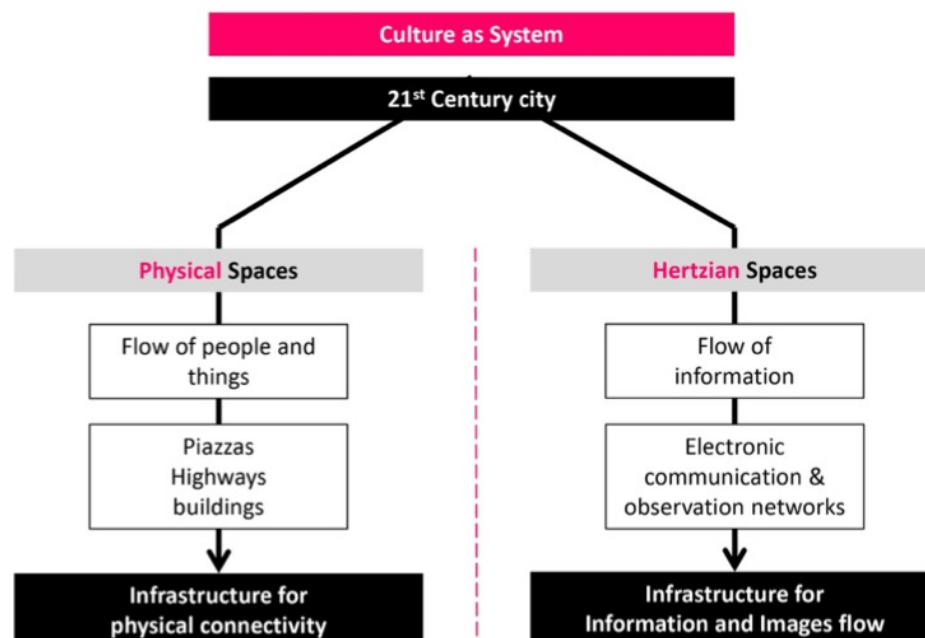 Culture as System
21st Century city
Physical Spaces
Flow of people and
things
Piazzas
Highways
buildings
Infrastructure for
physical connectivity
Hertzian Spaces
Flow of
information
Electronic
communication &
observation networks
Infrastructure for
Information and Images flow